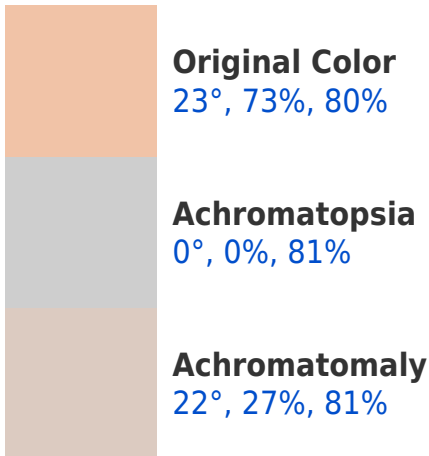 Original Color
23°, 73%, 80%
Achromatopsia
0°, 0%, 81%
Achromatomaly
22°, 27%, 81%